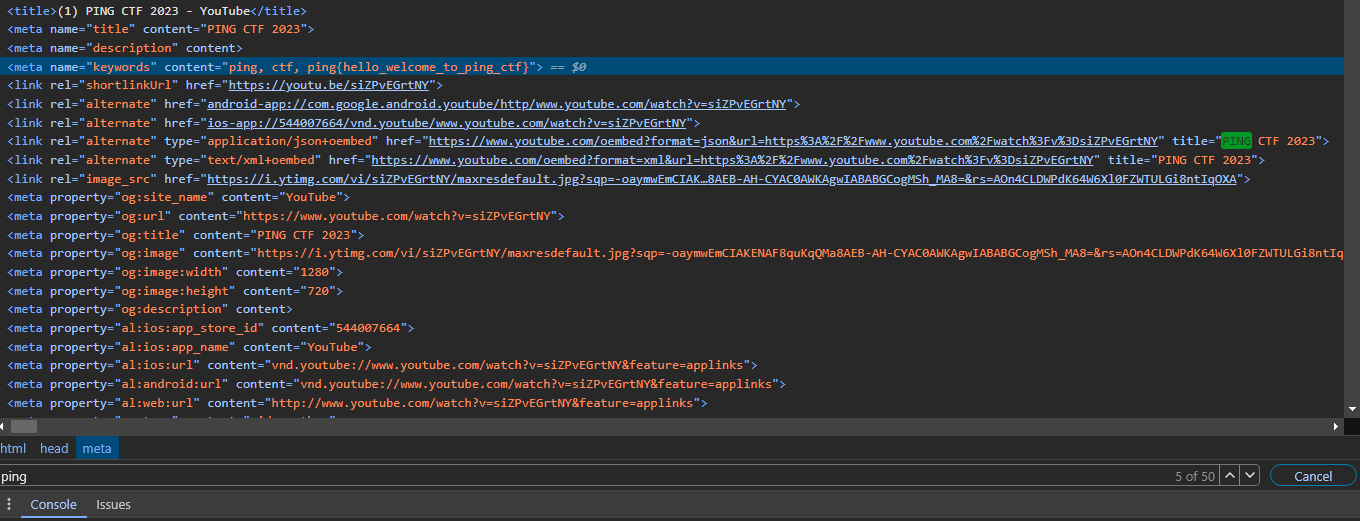 <title>(1) PING CTF 2023 - YouTube</title>
<meta name="title" content="PING CTF 2023">
<meta name="description" content>
<meta name="keywords" content="ping, ctf, ping{hello_welcome_to_ping_ctf}"> == $0
<link rel="shortlinkUrl" href="https://youtu.be/siZPvEGrtNY">
<link rel="alternate" href="android-app://com.google.android.youtube/http/www.youtube.com/watch?v=siZPvEGrtNY">
<link rel="alternate" href="ios-app://544007664/vnd.youtube/www.youtube.com/watch?v=siZPvEGrtNY">
<link rel="alternate" type="application/json+oembed" href="https://www.youtube.com/oembed?format=json&url=https%3A%2F%2Fwww.youtube.com%2Fwatch%3Fv%3DsiZPvEGrtNY" title="PING CTF 2023">
<link rel="alternate" type="text/xml+oembed" href="https://www.youtube.com/oembed?format=xml&url=https%3A%2F%2Fwww.youtube.com%2Fwatch%3Fv%3DsiZPvEGrtNY" title="PING CTF 2023">
<link rel="image_src" href="https://i.ytimg.com/vi/siZPvEGrtNY/maxresdefault.jpg?sqp=-oaymwEmCIAK…8AEB-AH-CYAC0AWKAgwIABABGCogMSh_MA8=&rs=AOn4CLDWPdK64W6Xl0FZWTULGi8ntIqOXA">
<meta property="og:site_name" content="YouTube">
<meta property="og:url" content="https://www.youtube.com/watch?v=siZPvEGrtNY">
<meta property="og:title" content="PING CTF 2023">
<meta property="og:image" content="https://i.ytimg.com/vi/siZPvEGrtNY/maxresdefault.jpg?sqp=-oaymwEmCIAKENAF8quKqQMa8AEB-AH-CYAC0AWKAgwIABABGCogMSh_MA8=&rs=AOn4CLDWPdK64W6Xl0FZWTULGi8ntIq
<meta property="og:image:width" content="1280">
<meta property="og:image:height" content="720">
<meta property="og:description" content>
<meta property="al:ios:app_store_id" content="544007664">
<meta property="al:ios:app_name" content="YouTube">
<meta property="al:ios:url" content="vnd.youtube://www.youtube.com/watch?v=siZPvEGrtNY&feature=applinks">
<meta property="al:android:url" content="vnd.youtube://www.youtube.com/watch?v=siZPvEGrtNY&feature=applinks">
<meta property="al:web:url" content="http://www.youtube.com/watch?v=siZPvEGrtNY&feature=applinks">
html head meta
ping 5 of 50 Cancel
Console Issues